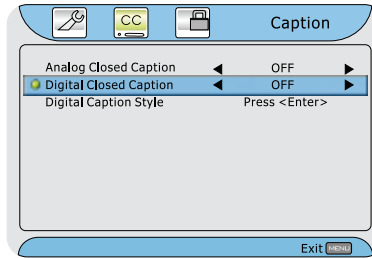 CC Caption
Analog Closed Caption ◀ OFF ▶
Digital Closed Caption ◀ OFF ▶
Digital Caption Style Press <Enter>
Exit MENU